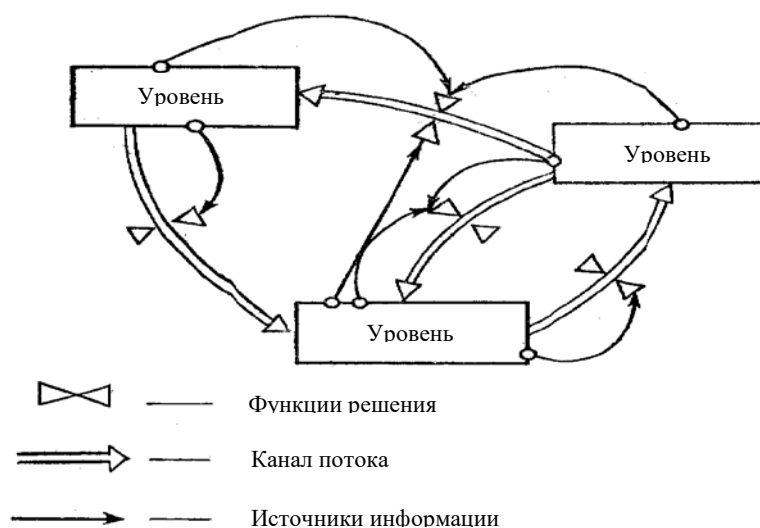 Уровень
Уровень
Уровень
Функции решения
Канал потока
Источники информации